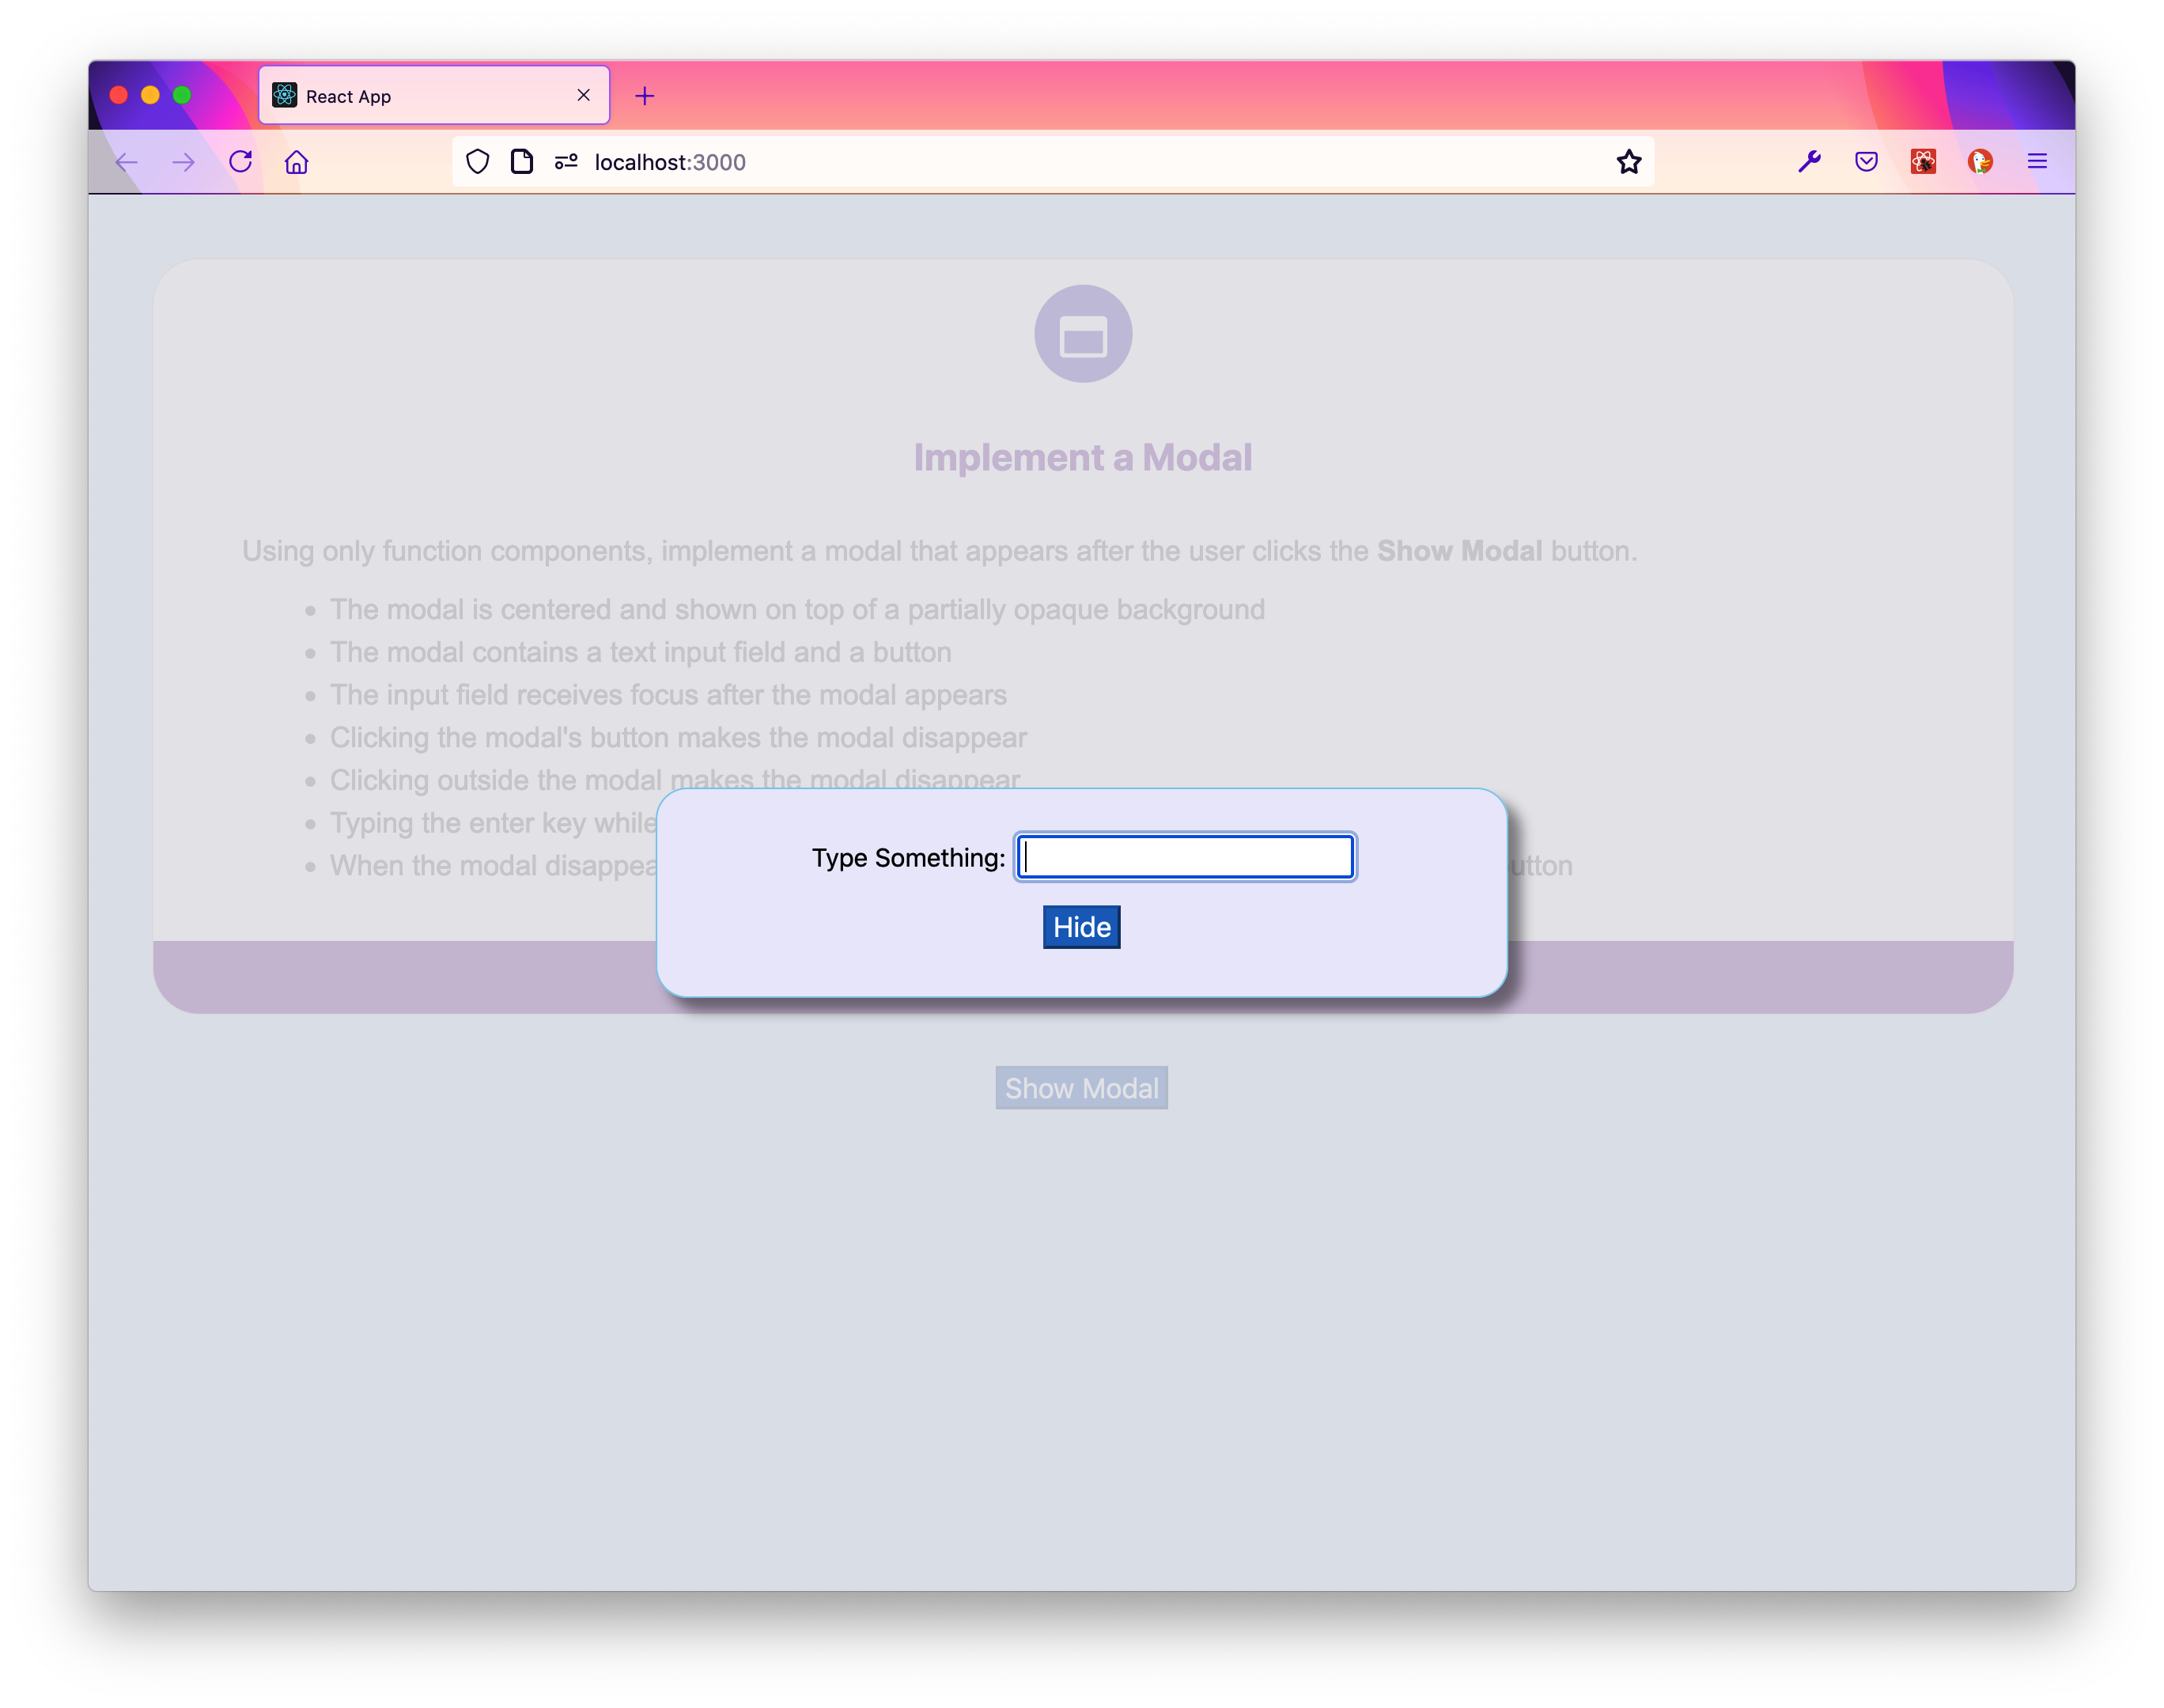 React App
localhost:3000
Implement a Modal
Using only function components, implement a modal that appears after the user clicks the Show Modal button.
• The modal is centered and shown on top of a partially opaque background
• The modal contains a text input field and a button
• The input field receives focus after the modal appears
• Clicking the modal's button makes the modal disappear
• Clicking outside the modal makes the modal disappear
• Typing the enter key while
• When the modal disappea utton
Type Something:
Hide
Show Modal